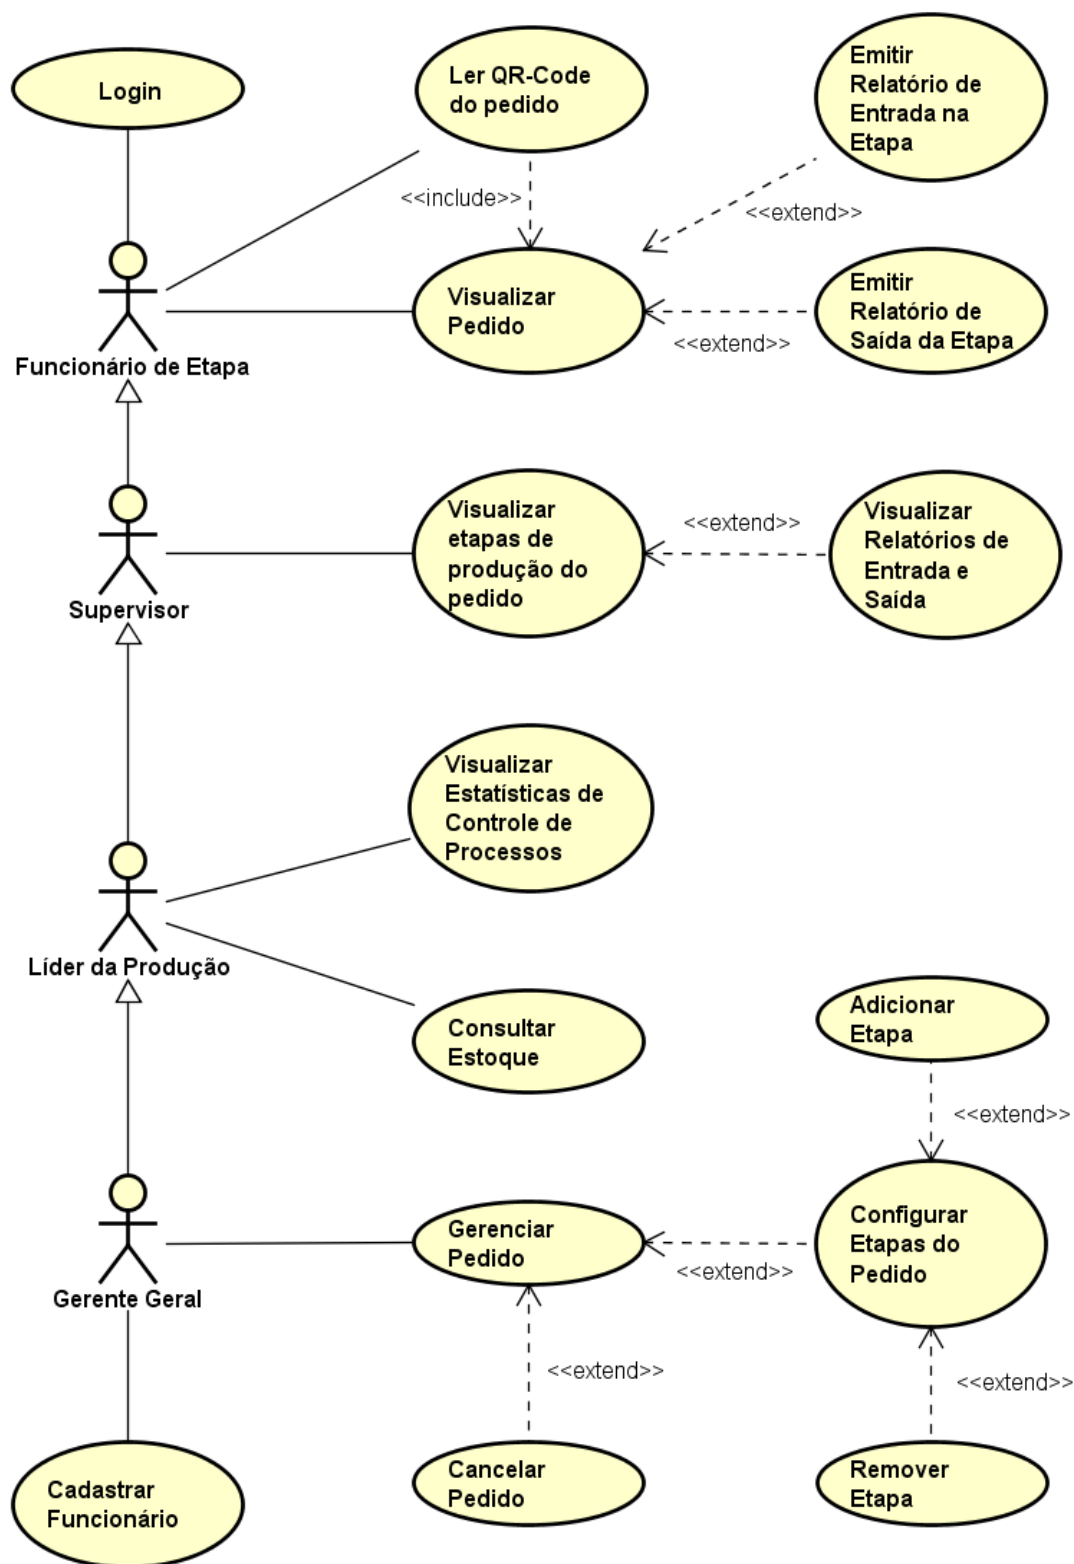 Login
Ler QR-Code
do pedido
Emitir
Relatório de
Entrada na
Etapa
<<include>>
<<extend>>
Visualizar
Pedido
Emitir
Relatório de
Saída da Etapa
<<extend>>
Funcionário de Etapa
Visualizar
etapas de
produção do
pedido
<<extend>>
Visualizar
Relatórios de
Entrada e
Saída
Supervisor
Visualizar
Estatísticas de
Controle de
Processos
Líder da Produção
Consultar
Estoque
Adicionar
Etapa
<<extend>>
Gerenciar
Pedido
<<extend>>
Configurar
Etapas do
Pedido
Gerente Geral
<<extend>>
<<extend>>
Cadastrar
Funcionário
Cancelar
Pedido
Remover
Etapa